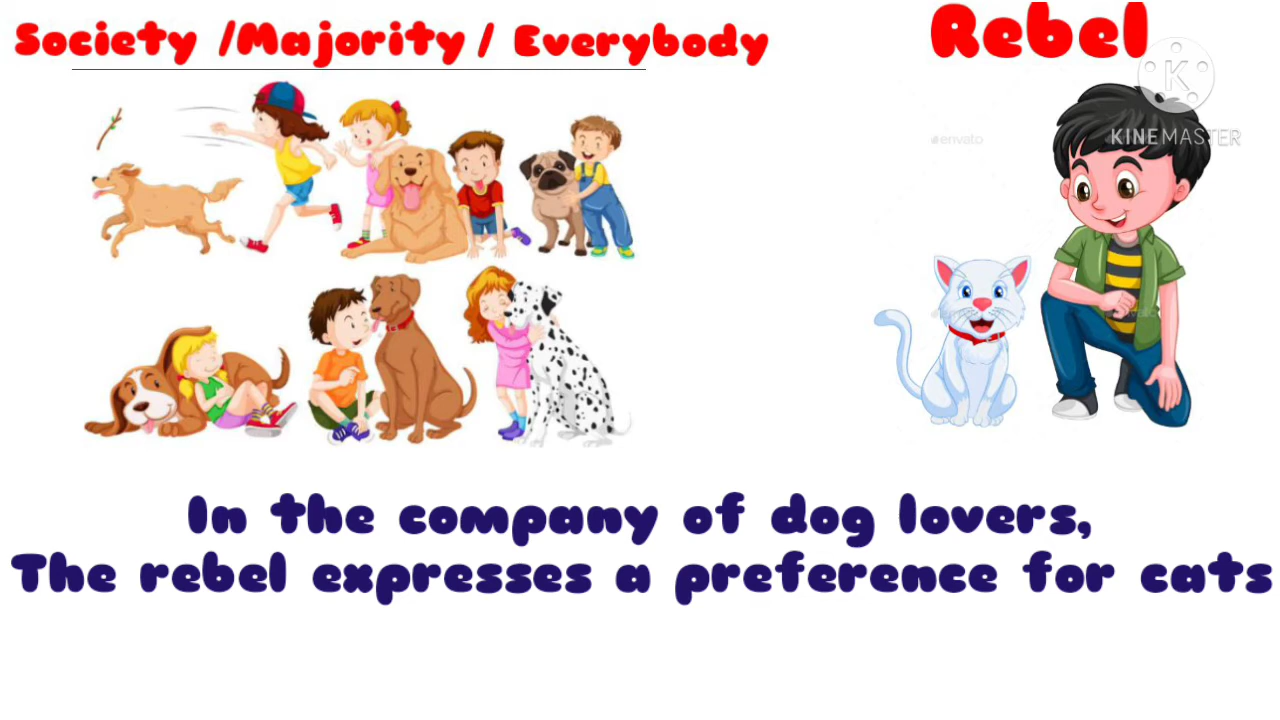 Society /Majority / Everybody
Rebel
K
KINEMASTER
envato
In the company of dog lovers,
The rebel expresses a preference for cats